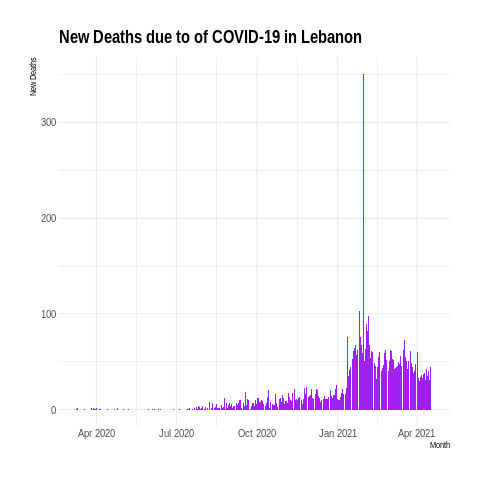 New Deaths due to of COVID-19 in Lebanon
New Deaths
300
200
100
0
Apr 2020
Jul 2020
Oct 2020
Jan 2021
Apr 2021
Month